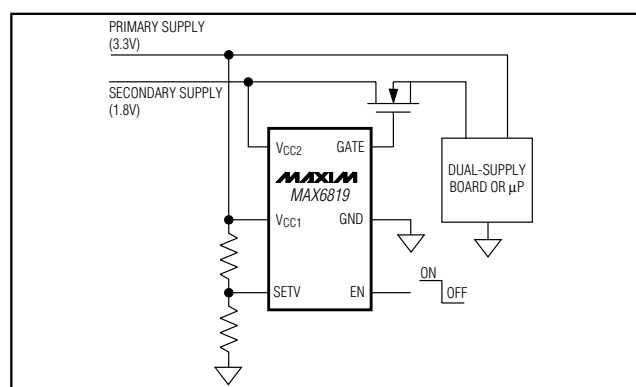 PRIMARY SUPPLY
(3.3V)
SECONDARY SUPPLY
(1.8V)
VCC2
GATE
MAXIM
MAX6819
DUAL-SUPPLY
BOARD OR µP
VCC1
GND
ON
SETV
EN
OFF